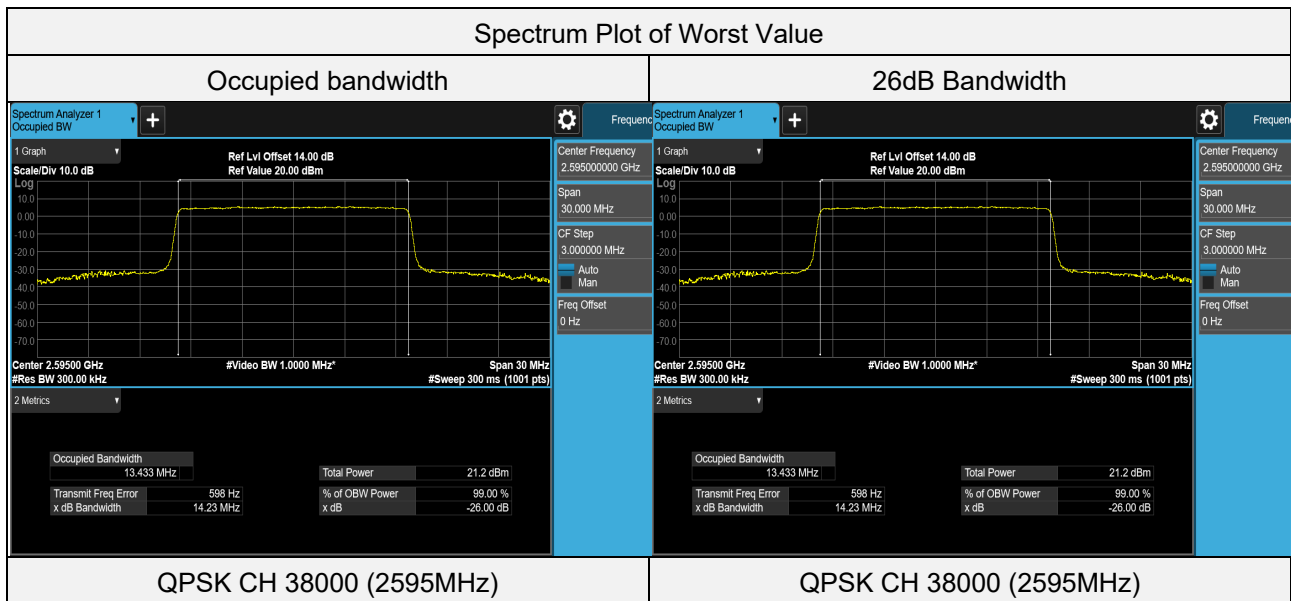 Spectrum Plot of Worst Value
Occupied bandwidth
26dB Bandwidth
Spectrum Analyzer 1
Occupied BW
+
Frequenc
1 Graph
Scale/Div 10.0 dB
Ref Lvl Offset 14.00 dB
Ref Value 20.00 dBm
Log
10.0
0.00
-10.0
-20.0
-30.0
-40.0
-50.0
-60.0
-70.0
Center 2.59500 GHz
#Video BW 1.0000 MHz*
Span 30 MHz
#Res BW 300.00 kHz
#Sweep 300 ms (1001 pts)
Center Frequency
2.595000000 GHz
Span
30.000 MHz
CF Step
3.000000 MHz
Auto
Man
Freq Offset
0 Hz
2 Metrics
Occupied Bandwidth
13.433 MHz
Total Power 21.2 dBm
Transmit Freq Error 598 Hz
% of OBW Power 99.00 %
x dB Bandwidth 14.23 MHz
x dB -26.00 dB
Spectrum Analyzer 1
Occupied BW
+
Frequen
1 Graph
Scale/Div 10.0 dB
Ref Lvl Offset 14.00 dB
Ref Value 20.00 dBm
Log
10.0
0.00
-10.0
-20.0
-30.0
-40.0
-50.0
-60.0
-70.0
Center 2.59500 GHz
#Video BW 1.0000 MHz*
Span 30 MHz
#Res BW 300.00 kHz
#Sweep 300 ms (1001 pts)
Center Frequency
2.595000000 GHz
Span
30.000 MHz
CF Step
3.000000 MHz
Auto
Man
Freq Offset
0 Hz
2 Metrics
Occupied Bandwidth
13.433 MHz
Total Power 21.2 dBm
Transmit Freq Error 598 Hz
% of OBW Power 99.00 %
x dB Bandwidth 14.23 MHz
x dB -26.00 dB
QPSK CH 38000 (2595MHz)
QPSK CH 38000 (2595MHz)